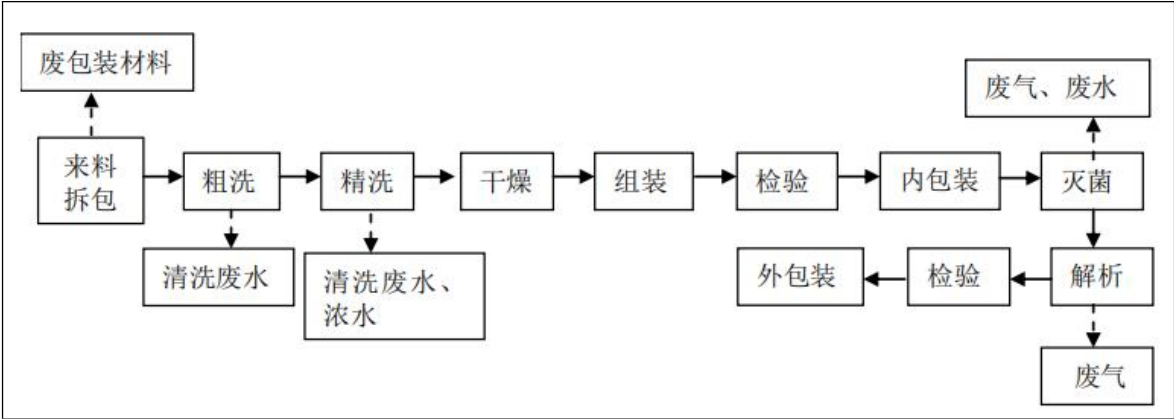 废包装材料
废气、废水
来料
拆包
粗洗
精洗
干燥
组装
检验
内包装
灭菌
清洗废水
清洗废水、
浓水
外包装
检验
解析
废气